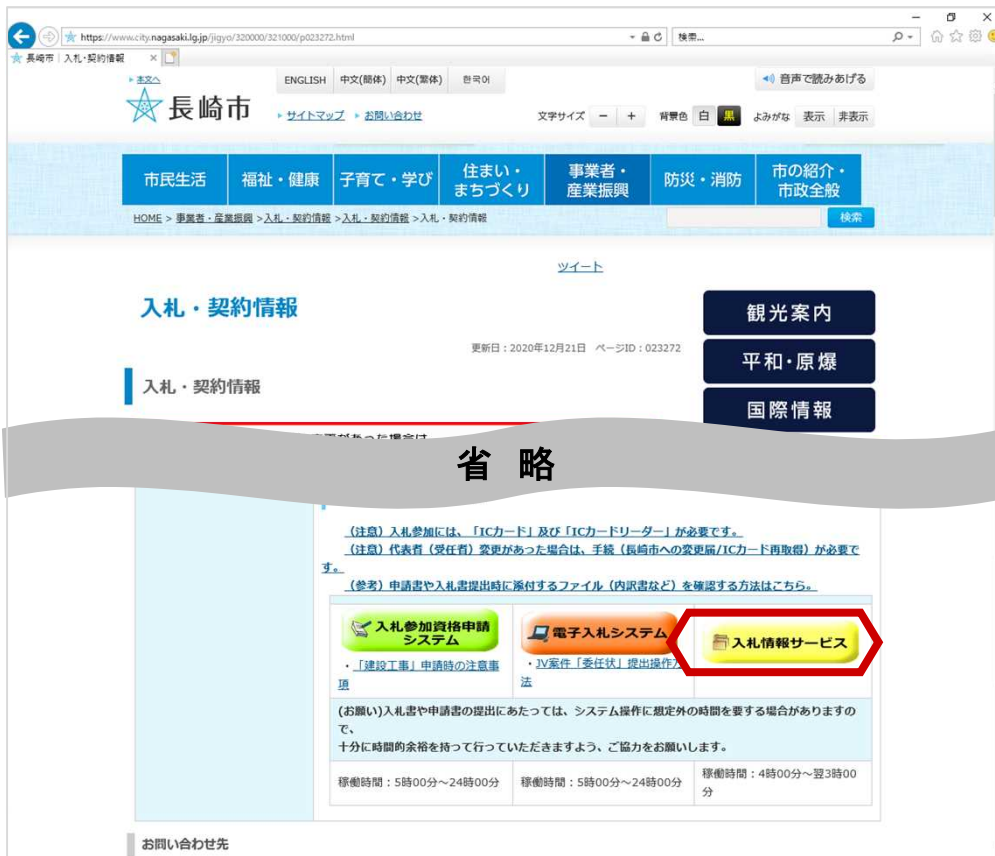 https://www.city.nagasaki.lg.jp/jigyo/320000/321000/p023272.html
検索...
長崎市｜入札･契約情報
本文へ
ENGLISH 中文(簡体) 中文(繁体) 한국어
音声で読みあげる
長崎市
サイトマップ お問い合わせ
文字サイズ － ＋ 背景色 白 黒 よみがな 表示 非表示
市民生活 福祉・健康 子育て・学び 住まい・まちづくり 事業者・産業振興 防災・消防 市の紹介・市政全般
HOME > 事業者・産業振興 >入札・契約情報 >入札・契約情報 >入札・契約情報
検索
ツイート
入札・契約情報
観光案内
更新日：2020年12月21日 ページID：023272
平和・原爆
入札・契約情報
国際情報
省 略
（注意）入札参加には、「ICカード」及び「ICカードリーダー」が必要です。
（注意）代表者（受任者）変更があった場合は、手続（長崎市への変更届/ICカード再取得）が必要で
す。
（参考）申請書や入札書提出時に添付するファイル（内訳書など）を確認する方法はこちら。
入札参加資格申請
システム
電子入札システム
入札情報サービス
・「建設工事」申請時の注意事
項
・JV案件「委任状」提出操作方
法
(お願い)入札書や申請書の提出にあたっては、システム操作に想定外の時間を要する場合がありますの
で、
十分に時間的余裕を持って行っていただきますよう、ご協力をお願いします。
稼働時間：5時00分～24時00分
稼働時間：5時00分～24時00分
稼働時間：4時00分～翌3時00
分
お問い合わせ先